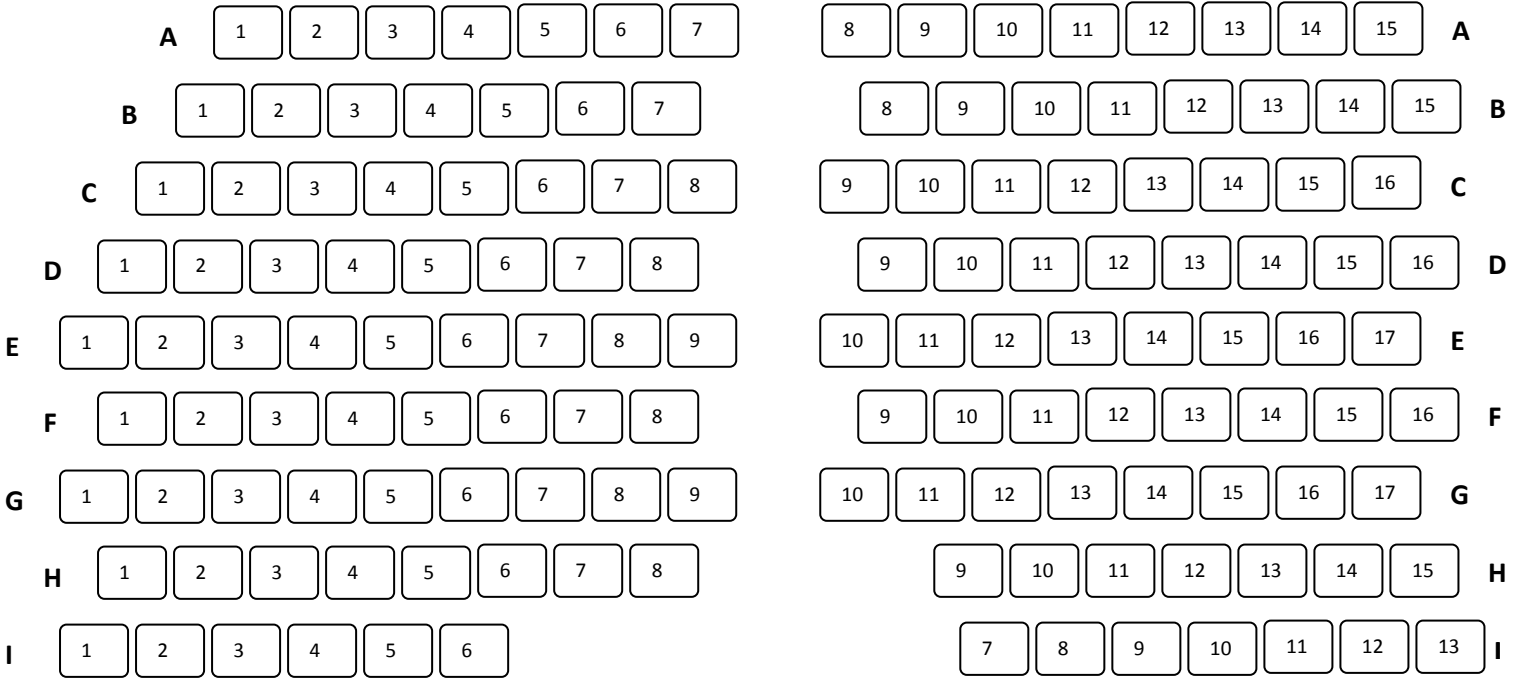 A 1 2 3 4 5 6 7 8 9 10 11 12 13 14 15 A
B 1 2 3 4 5 6 7 8 9 10 11 12 13 14 15 B
C 1 2 3 4 5 6 7 8 9 10 11 12 13 14 15 16 C
D 1 2 3 4 5 6 7 8 9 10 11 12 13 14 15 16 D
E 1 2 3 4 5 6 7 8 9 10 11 12 13 14 15 16 17 E
F 1 2 3 4 5 6 7 8 9 10 11 12 13 14 15 16 F
G 1 2 3 4 5 6 7 8 9 10 11 12 13 14 15 16 17 G
H 1 2 3 4 5 6 7 8 9 10 11 12 13 14 15 H
I 1 2 3 4 5 6 7 8 9 10 11 12 13 I